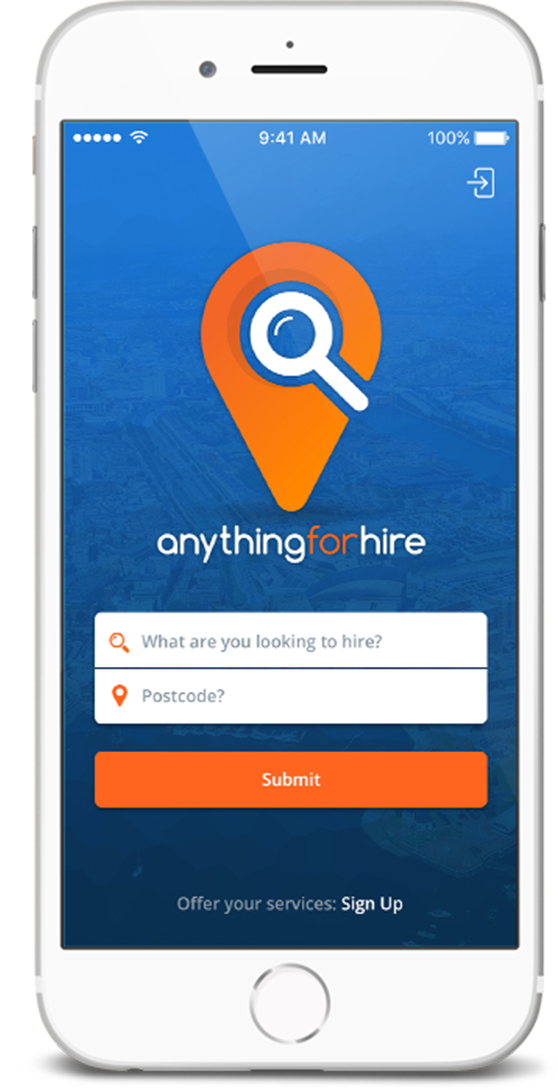 9:41 AM
100%
anythingforhire
What are you looking to hire?
Postcode?
Submit
Offer your services: Sign Up